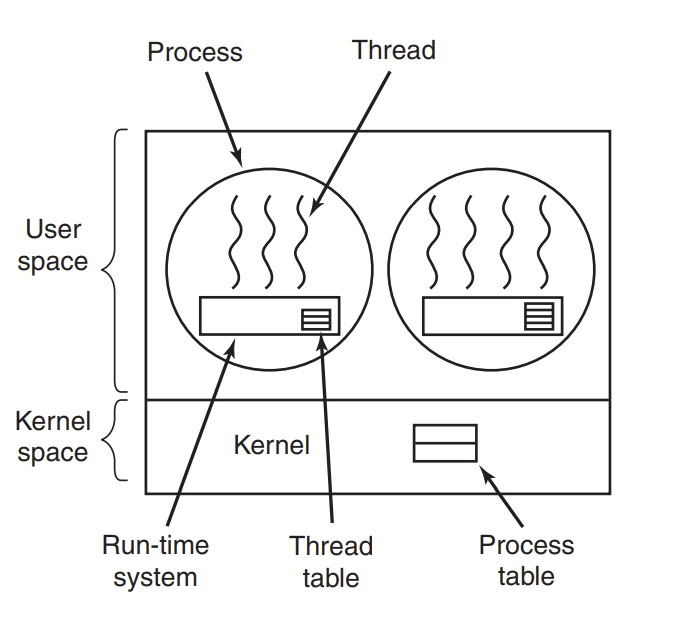 Process
Thread
User
space
Kernel
space
Kernel
Run-time
system
Thread
table
Process
table